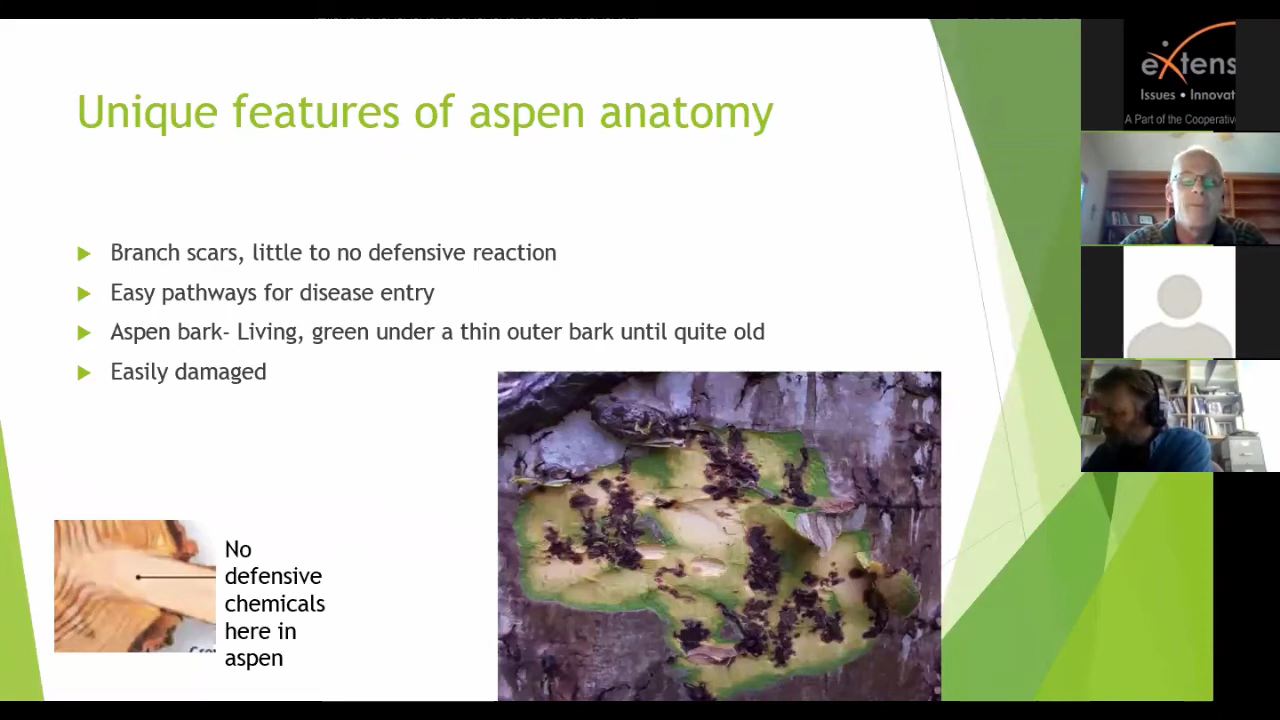 Unique features of aspen anatomy
Branch scars, little to no defensive reaction
Easy pathways for disease entry
Aspen bark- Living, green under a thin outer bark until quite old
Easily damaged
No
defensive
chemicals
here in
aspen
eXtens
Issues • Innovat
A Part of the Cooperative